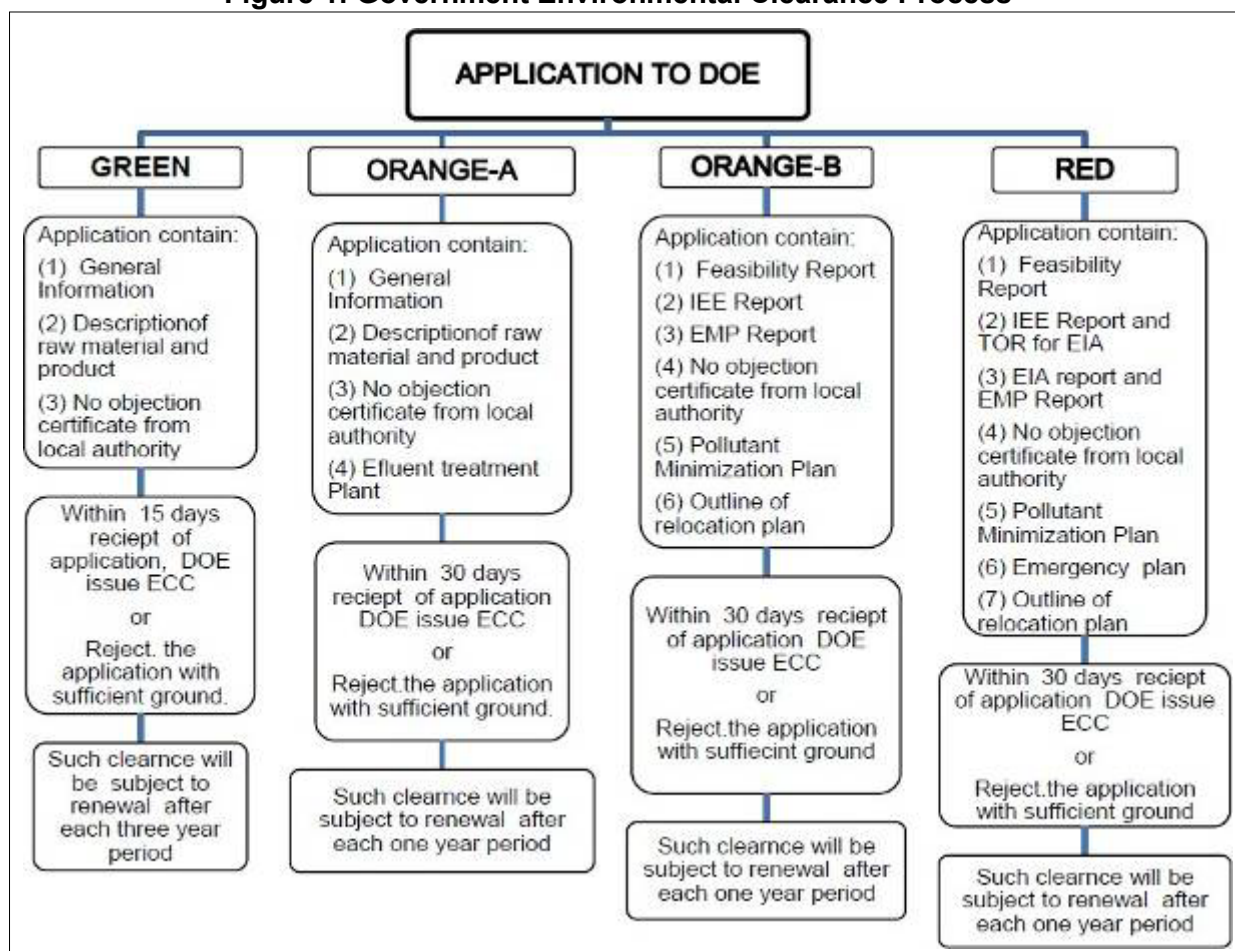 Figure 1: Government Environmental Clearance Process
APPLICATION TO DOE
GREEN
Application contain:
(1) General
Information
(2) Descriptionof
raw material and
product
(3) No objection
certificate from
local authority
Within 15 days
reciept of
application, DOE
issue ECC
or
Reject. the
application with
sufficient ground.
Such clearnce will
be subject to
renewal after
each three year
period
ORANGE-A
Application contain:
(1) General
Information
(2) Descriptionof raw
material and product
(3) No objection
certificate from local
authority
(4) Efluent treatment
Plant
Within 30 days
reciept of application
DOE issue ECC
or
Reject.the application
with sufficient ground.
Such clearnce will be
subject to renewal after
each one year period
ORANGE-B
Application contain:
(1) Feasibility Report
(2) IEE Report
(3) EMP Report
(4) No objection
certificate from local
authority
(5) Pollutant
Minimization Plan
(6) Outline of
relocation plan
Within 30 days reciept
of application DOE
issue ECC
or
Reject.the application
with suffiecint ground
Such clearnce will be
subject to renewal after
each one year period
RED
Application contain:
(1) Feasibility
Report
(2) IEE Report and
TOR for EIA
(3) EIA report and
EMP Report
(4) No objection
certificate from local
authority
(5) Pollutant
Minimization Plan
(6) Emergency plan
(7) Outline of
relocation plan
Within 30 days reciept
of application DOE issue
ECC
or
Reject.the application
with sufficient ground
Such clearnce will be
subject to renewal after
each one year period